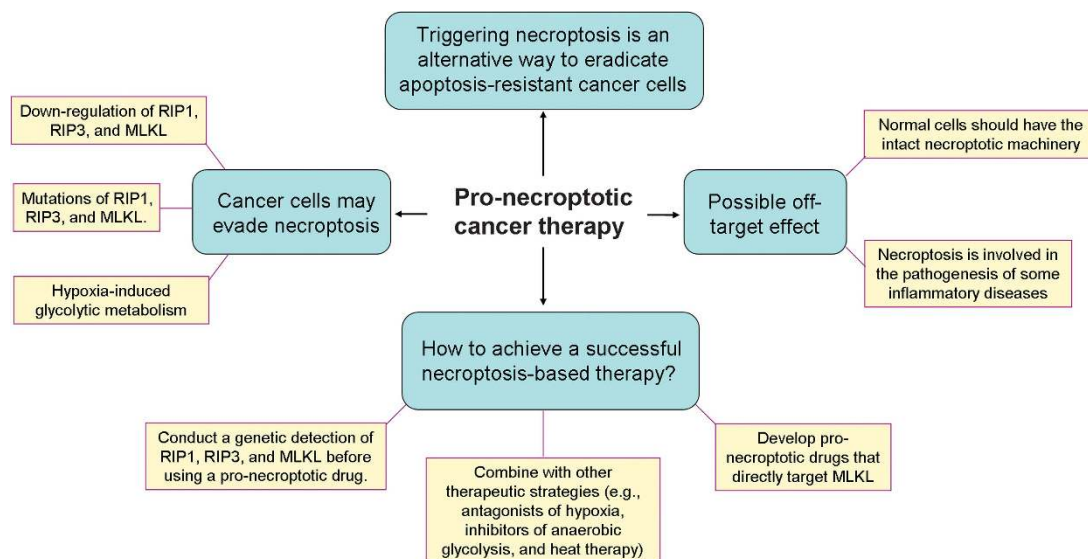 Triggering necroptosis is an
alternative way to eradicate
apoptosis-resistant cancer cells
Down-regulation of RIP1,
RIP3, and MLKL
Mutations of RIP1,
RIP3, and MLKL.
Hypoxia-induced
glycolytic metabolism
Cancer cells may
evade necroptosis
Pro-necroptotic
cancer therapy
Possible off-
target effect
Normal cells should have the
intact necroptotic machinery
Necroptosis is involved in
the pathogenesis of some
inflammatory diseases
How to achieve a successful
necroptosis-based therapy?
Conduct a genetic detection of
RIP1, RIP3, and MLKL before
using a pro-necroptotic drug.
Combine with other
therapeutic strategies (e.g.,
antagonists of hypoxia,
inhibitors of anaerobic
glycolysis, and heat therapy)
Develop pro-
necroptotic drugs that
directly target MLKL